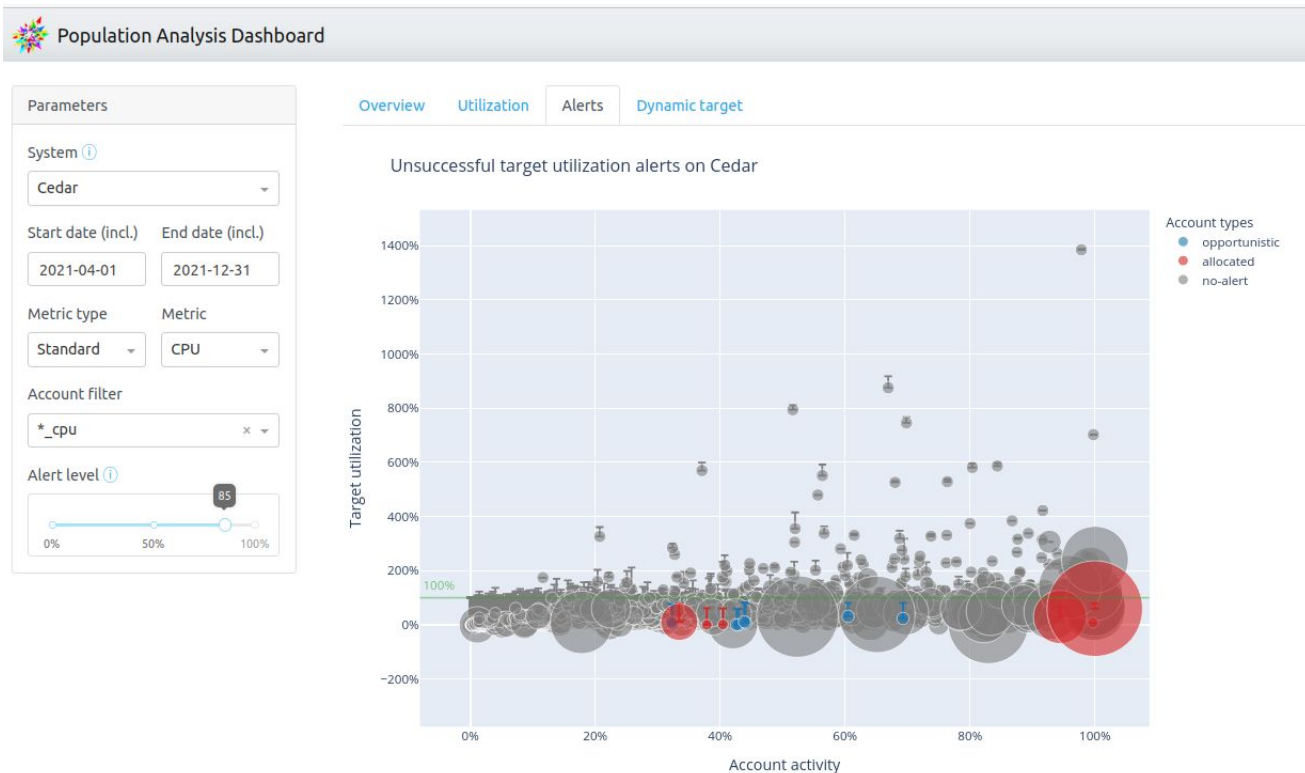 Population Analysis Dashboard
Parameters
System
Cedar
Start date (incl.) End date (incl.)
2021-04-01 2021-12-31
Metric type Metric
Standard CPU
Account filter
*_cpu ×
Alert level
85
0% 50% 100%
Overview Utilization Alerts Dynamic target
Unsuccessful target utilization alerts on Cedar
1400%
1200%
1000%
800%
600%
400%
200%
0%
−200%
100%
Target utilization
0% 20% 40% 60% 80% 100%
Account activity
Account types
opportunistic
allocated
no-alert